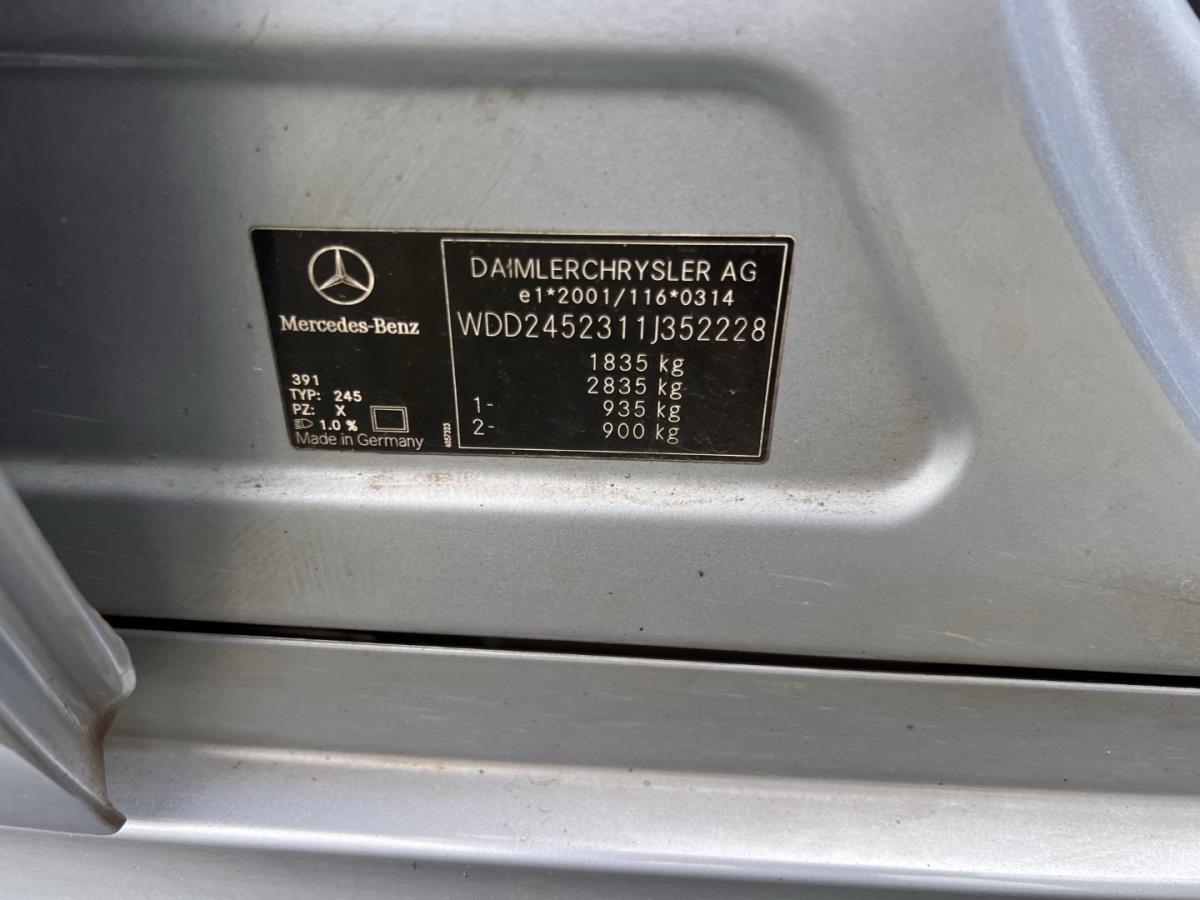 Mercedes-Benz
391
TYP: 245
PZ: X
1.0 %
Made in Germany
DAIMLERCHRYSLER AG
e1*2001/116*0314
WDD2452311J352228
1835 kg
2835 kg
1- 935 kg
2- 900 kg